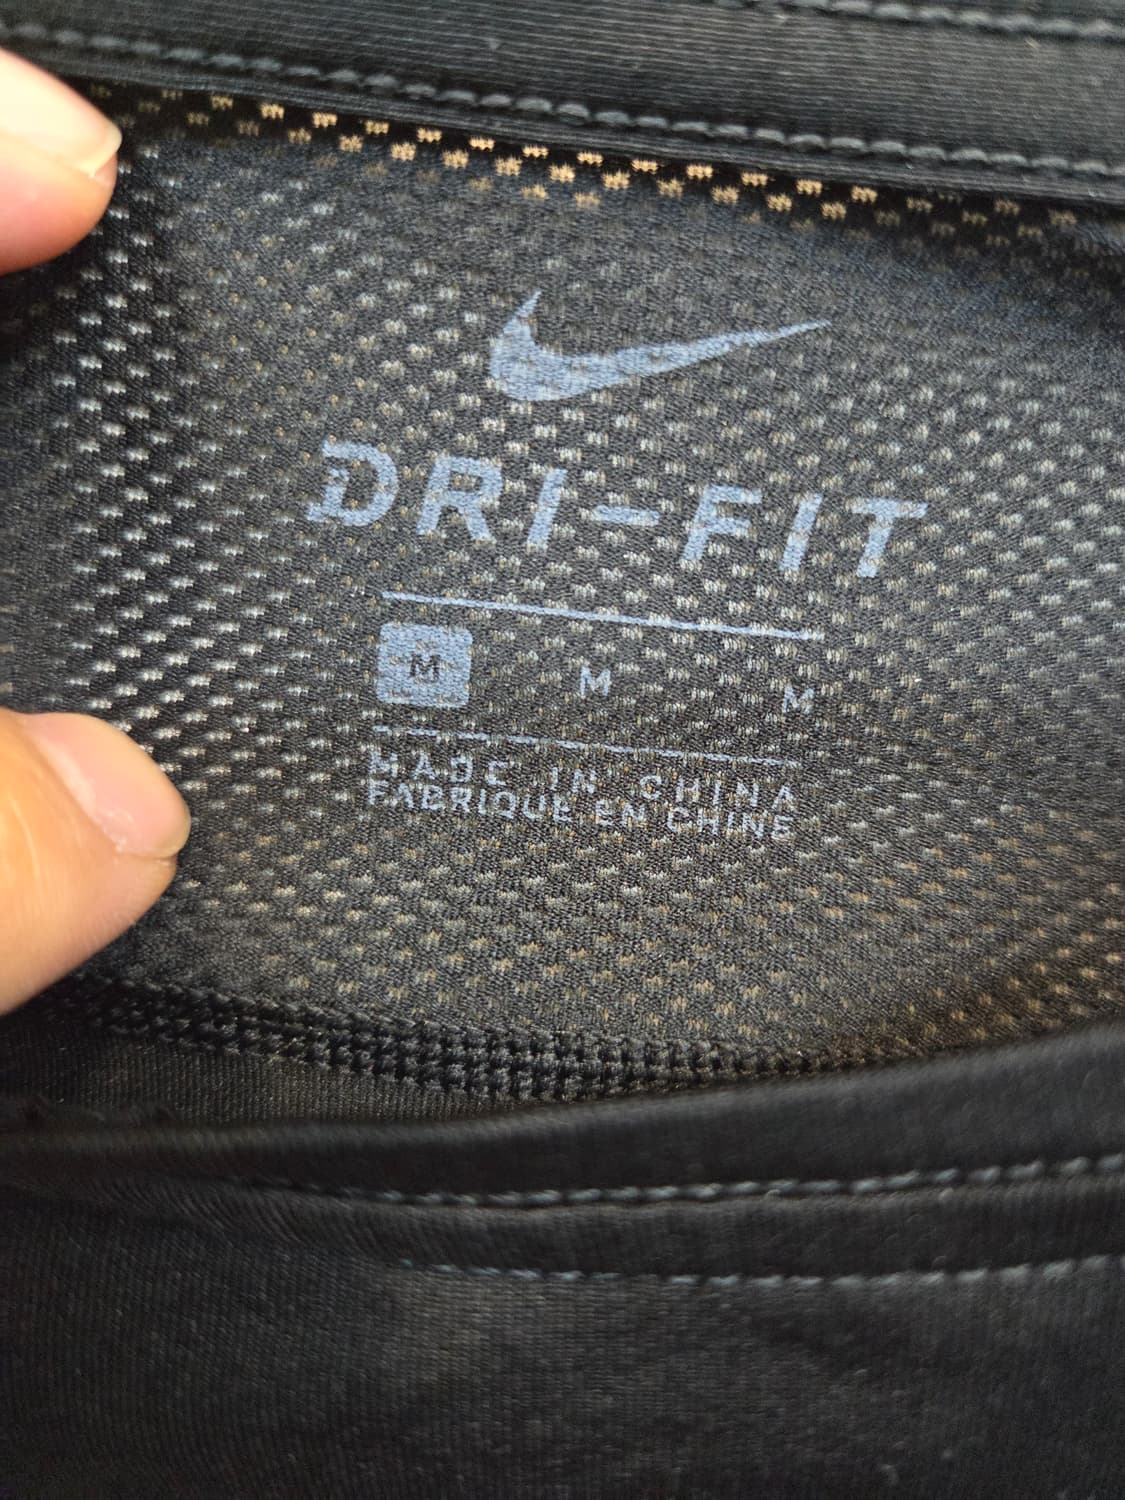 DRI-FIT
M M M
MADE IN CHINA
FABRIQUE EN CHINE